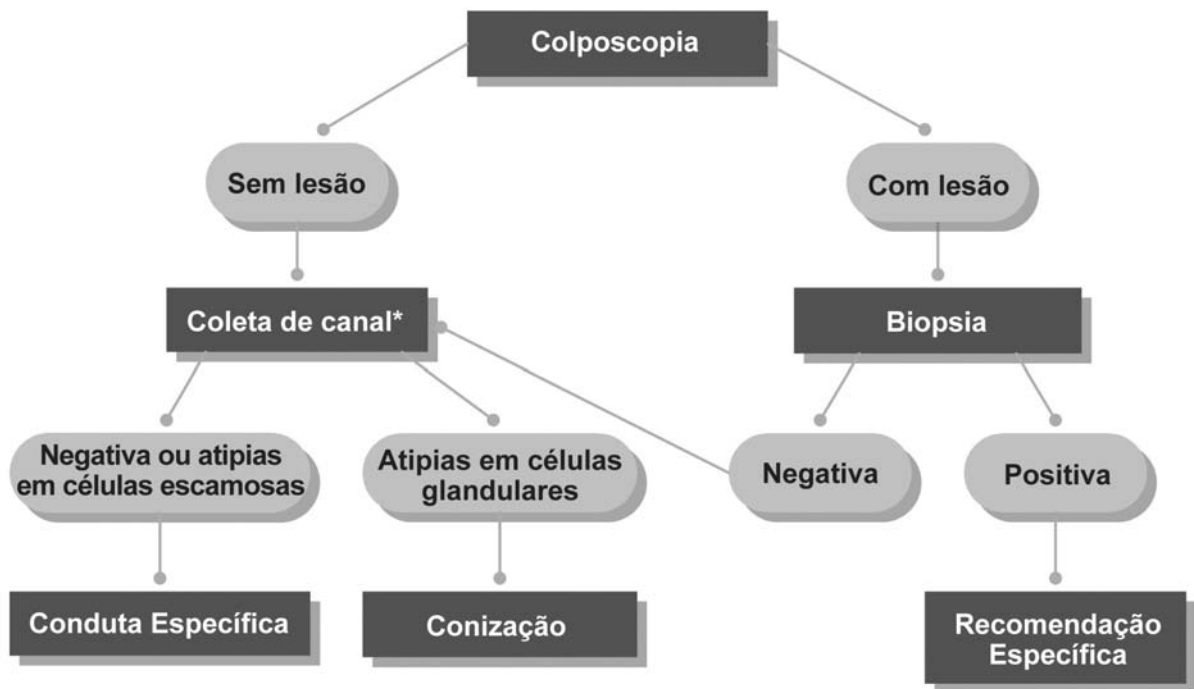 Colposcopia
Sem lesão
Com lesão
Coleta de canal*
Biopsia
Negativa ou atipias
em células escamosas
Atipias em células
glandulares
Negativa
Positiva
Conduta Específica
Conização
Recomendação
Específica